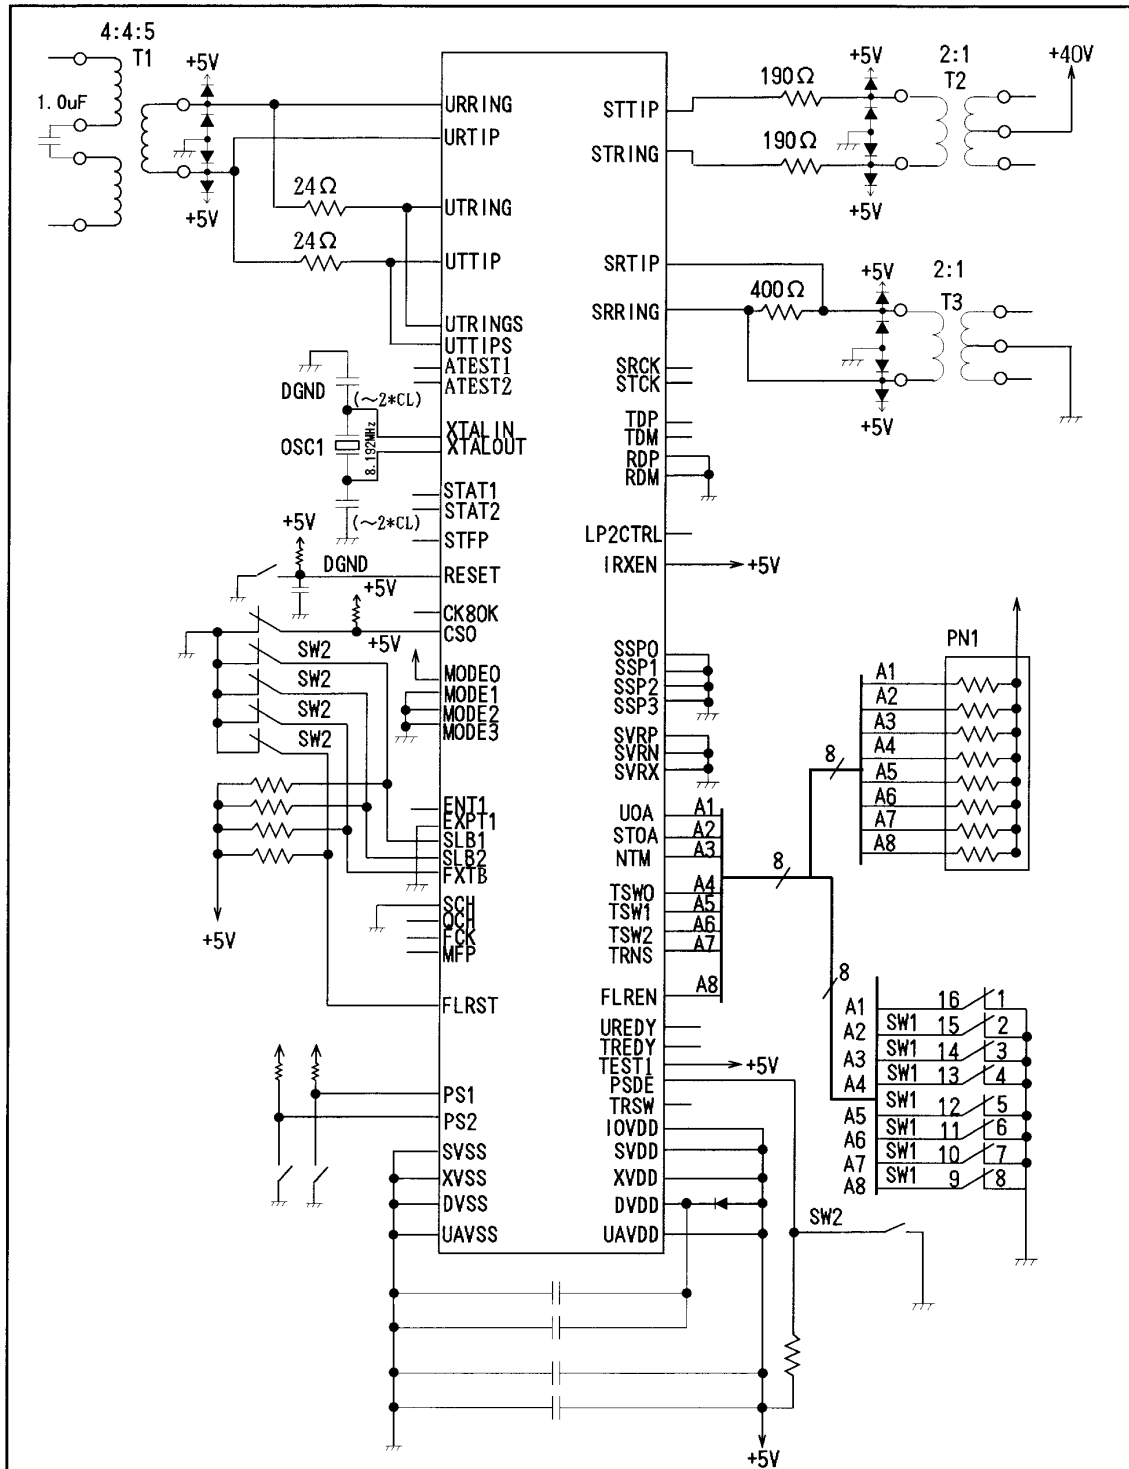 4:4:5
T1
+5V
1.0uF
+5V
URRING
URTIP
24Ω
UTRING
24Ω
UTTIP
UTRINGS
UTTIPS
ATEST1
ATEST2
DGND
(~2*CL)
XTALIN
XTALOUT
OSC1
8.192MHz
STAT1
STAT2
(~2*CL)
+5V
STFP
DGND
RESET
+5V
CK80K
CSO
+5V
SW2
SW2
SW2
SW2
MODE0
MODE1
MODE2
MODE3
ENT1
EXPT1
SLB1
SLB2
FXTB
SCH
QCH
FCK
MFP
+5V
FLRST
PS1
PS2
SVSS
XVSS
DVSS
UAVSS
190Ω
+5V
2:1
T2
+40V
STTIP
STRING
190Ω
+5V
SRTIP
400Ω
+5V
2:1
T3
SRRING
SRCK
STCK
+5V
TDP
TDM
RDP
RDM
LP2CTRL
IRXEN
+5V
SSP0
SSP1
SSP2
SSP3
SVRP
SVRN
SVRX
UOA A1
STOA A2
NTM A3
TSW0 A4
TSW1 A5
TSW2 A6
TRNS A7
FLREN A8
8
8
8
PN1
A1
A2
A3
A4
A5
A6
A7
A8
UREDY
TREDY
TEST1
+5V
PSDE
TRSW
IOVDD
SVDD
XVDD
DVDD
UAVDD
A1 16 1
A2 SW1 15 2
A3 SW1 14 3
A4 SW1 13 4
A5 SW1 12 5
A6 SW1 11 6
A7 SW1 10 7
A8 SW1 9 8
SW2
+5V